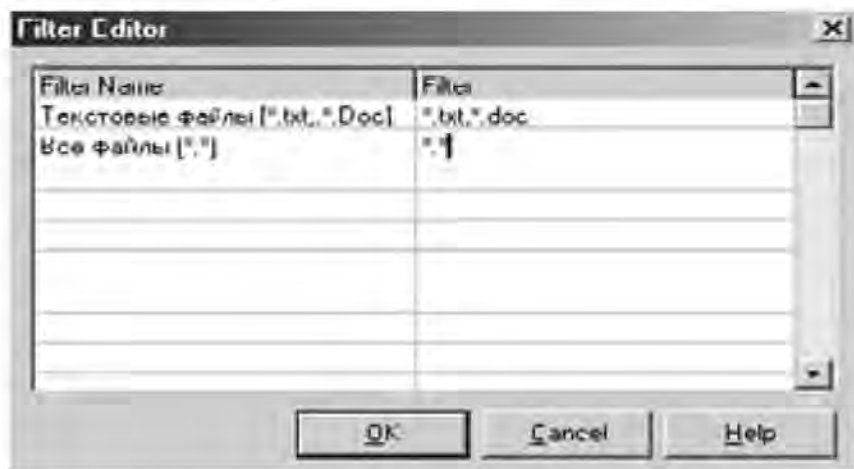 Filter Editor
Filter Name Filter
Текстовые файлы [*.txt,.*.Doc] *.txt,*.doc
Все файлы [*.*] *.*
OK Cancel Help